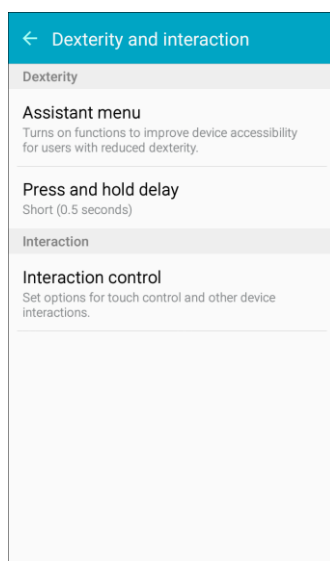 Dexterity and interaction
Dexterity
Assistant menu
Turns on functions to improve device accessibility
for users with reduced dexterity.
Press and hold delay
Short (0.5 seconds)
Interaction
Interaction control
Set options for touch control and other device
interactions.